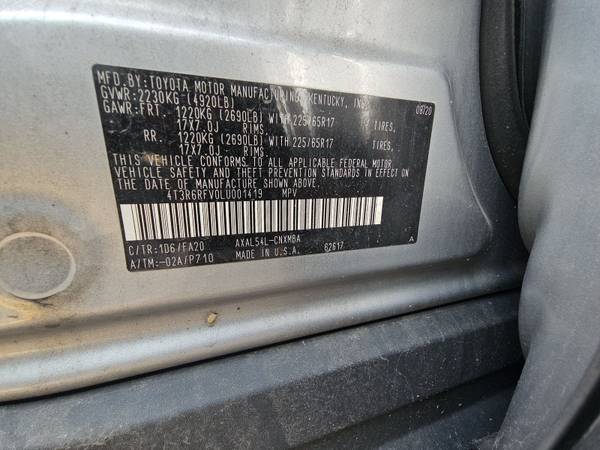 MFD. BY: TOYOTA MOTOR MANUFACTURING, KENTUCKY, INC. 09/20
GVWR: 2230KG (4920LB)
GAWR: FRT. 1220KG (2690LB) WITH 225/65R17 TIRES,
17X7.0J RIMS.
RR. 1220KG (2690LB) WITH 225/65R17 TIRES,
17X7.0J RIMS.
THIS VEHICLE CONFORMS TO ALL APPLICABLE FEDERAL MOTOR
VEHICLE SAFETY AND THEFT PREVENTION STANDARDS IN EFFECT
ON THE DATE OF MANUFACTURE SHOWN ABOVE.
4T3R6RFV0LU001419 MPV
C/TR: 1D6/FA20 AXAL54L-CNXMBA A
A/TM:-02A/P710 MADE IN U.S.A. 62617